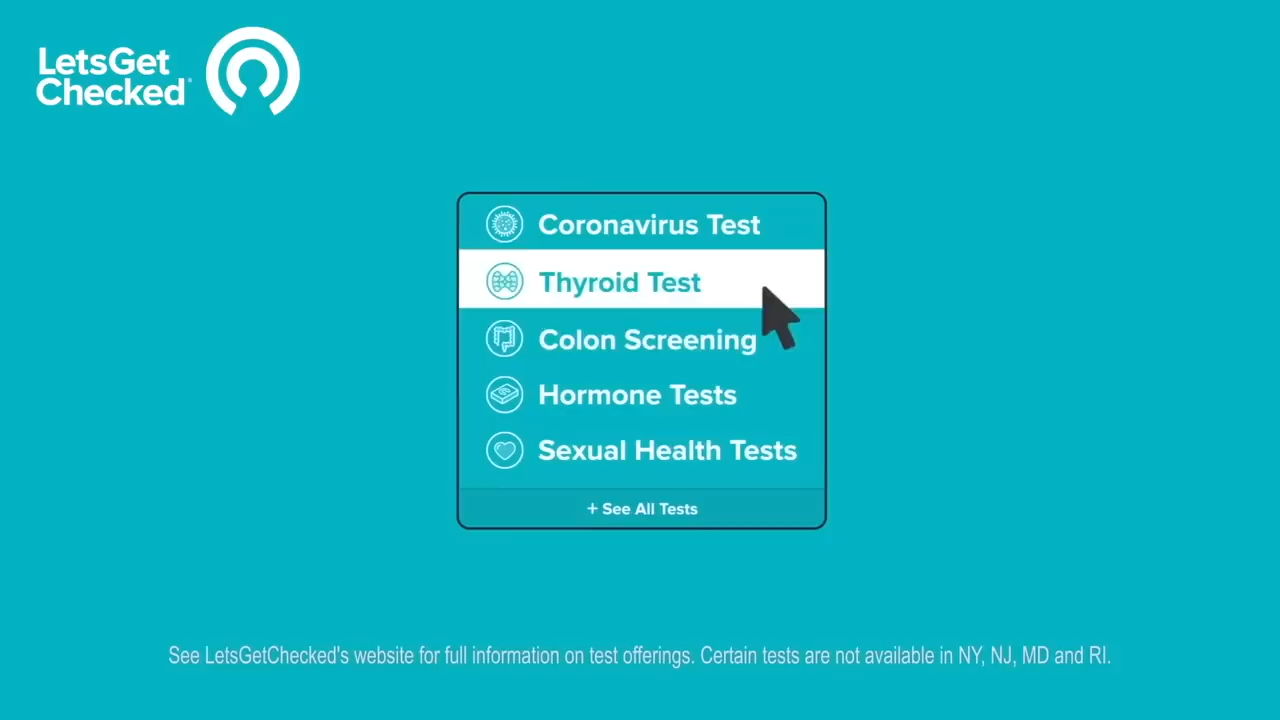 LetsGet
Checked
Coronavirus Test
Thyroid Test
Colon Screening
Hormone Tests
Sexual Health Tests
+ See All Tests
See LetsGetChecked's website for full information on test offerings. Certain tests are not available in NY, NJ, MD and RI.